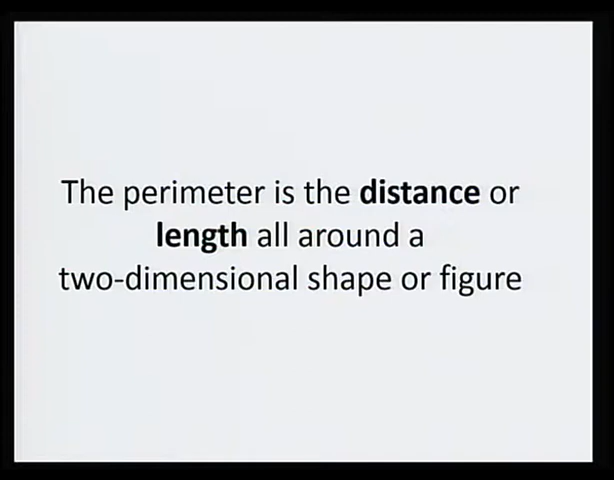 The perimeter is the distance or
length all around a
two-dimensional shape or figure